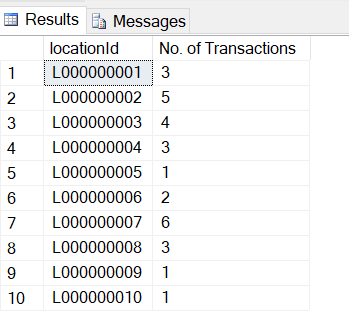 Results Messages
locationId No. of Transactions
1 L000000001 3
2 L000000002 5
3 L000000003 4
4 L000000004 3
5 L000000005 1
6 L000000006 2
7 L000000007 6
8 L000000008 3
9 L000000009 1
10 L000000010 1